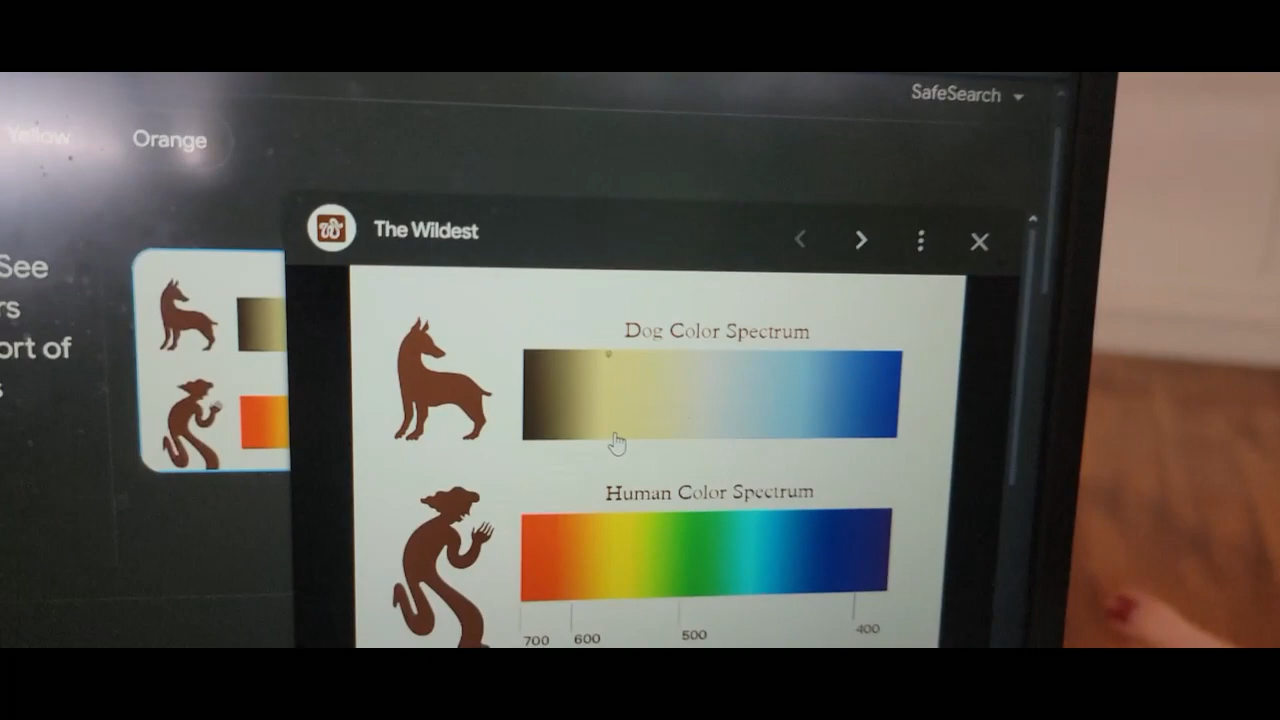 SafeSearch
Yellow
Orange
The Wildest
See
rs
ort of
s
Dog Color Spectrum
Human Color Spectrum
700
600
500
400